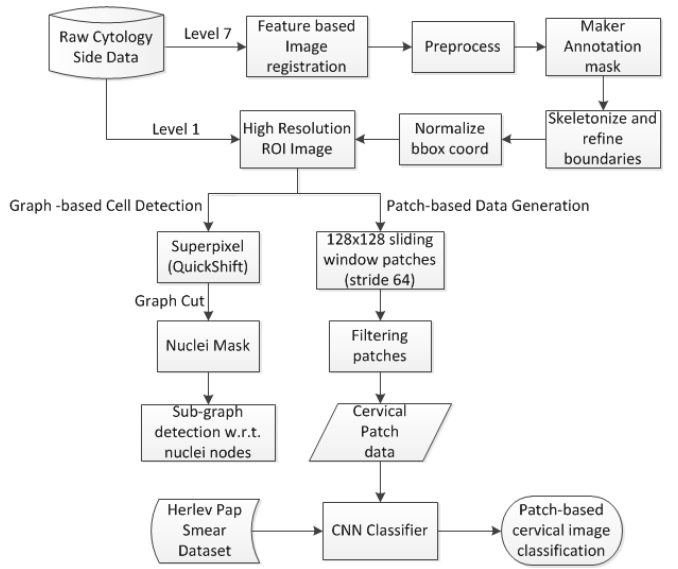 Raw Cytology
Side Data
Level 7
Feature based
Image
registration
Preprocess
Maker
Annotation
mask
Level 1
High Resolution
ROI Image
Normalize
bbox coord
Skeletonize and
refine
boundaries
Graph -based Cell Detection
Patch-based Data Generation
Superpixel
(QuickShift)
128x128 sliding
window patches
(stride 64)
Graph Cut
Nuclei Mask
Filtering
patches
Sub-graph
detection w.r.t.
nuclei nodes
Cervical
Patch
data
Herlev Pap
Smear
Dataset
CNN Classifier
Patch-based
cervical image
classification